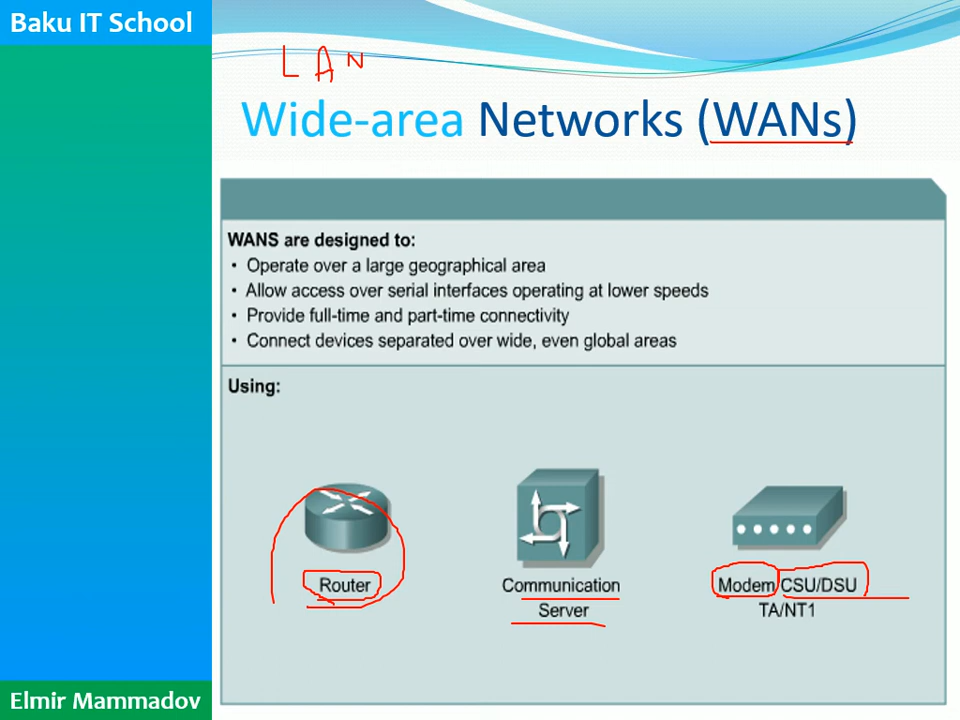 Baku IT School
LAN
Wide-area Networks (WANs)
WANS are designed to:
• Operate over a large geographical area
• Allow access over serial interfaces operating at lower speeds
• Provide full-time and part-time connectivity
• Connect devices separated over wide, even global areas
Using:
Router
Communication
Server
Modem CSU/DSU
TA/NT1
Elmir Mammadov